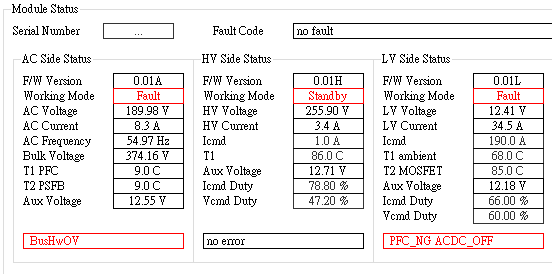 Module Status
Serial Number ... Fault Code no fault
AC Side Status
F/W Version 0.01A
Working Mode Fault
AC Voltage 189.98 V
AC Current 8.3 A
AC Frequency 54.97 Hz
Bulk Voltage 374.16 V
T1 PFC 9.0 C
T2 PSFB 9.0 C
Aux Voltage 12.55 V
BusHwOV
HV Side Status
F/W Version 0.01H
Working Mode Standby
HV Voltage 255.90 V
HV Current 3.4 A
Icmd 1.0 A
T1 86.0 C
Aux Voltage 12.71 V
Icmd Duty 78.80 %
Vcmd Duty 47.20 %
no error
LV Side Status
F/W Version 0.01L
Working Mode Fault
LV Voltage 12.41 V
LV Current 34.5 A
Icmd 190.0 A
T1 ambient 68.0 C
T2 MOSFET 85.0 C
Aux Voltage 12.18 V
Icmd Duty 66.00 %
Vcmd Duty 60.00 %
PFC_NG ACDC_OFF